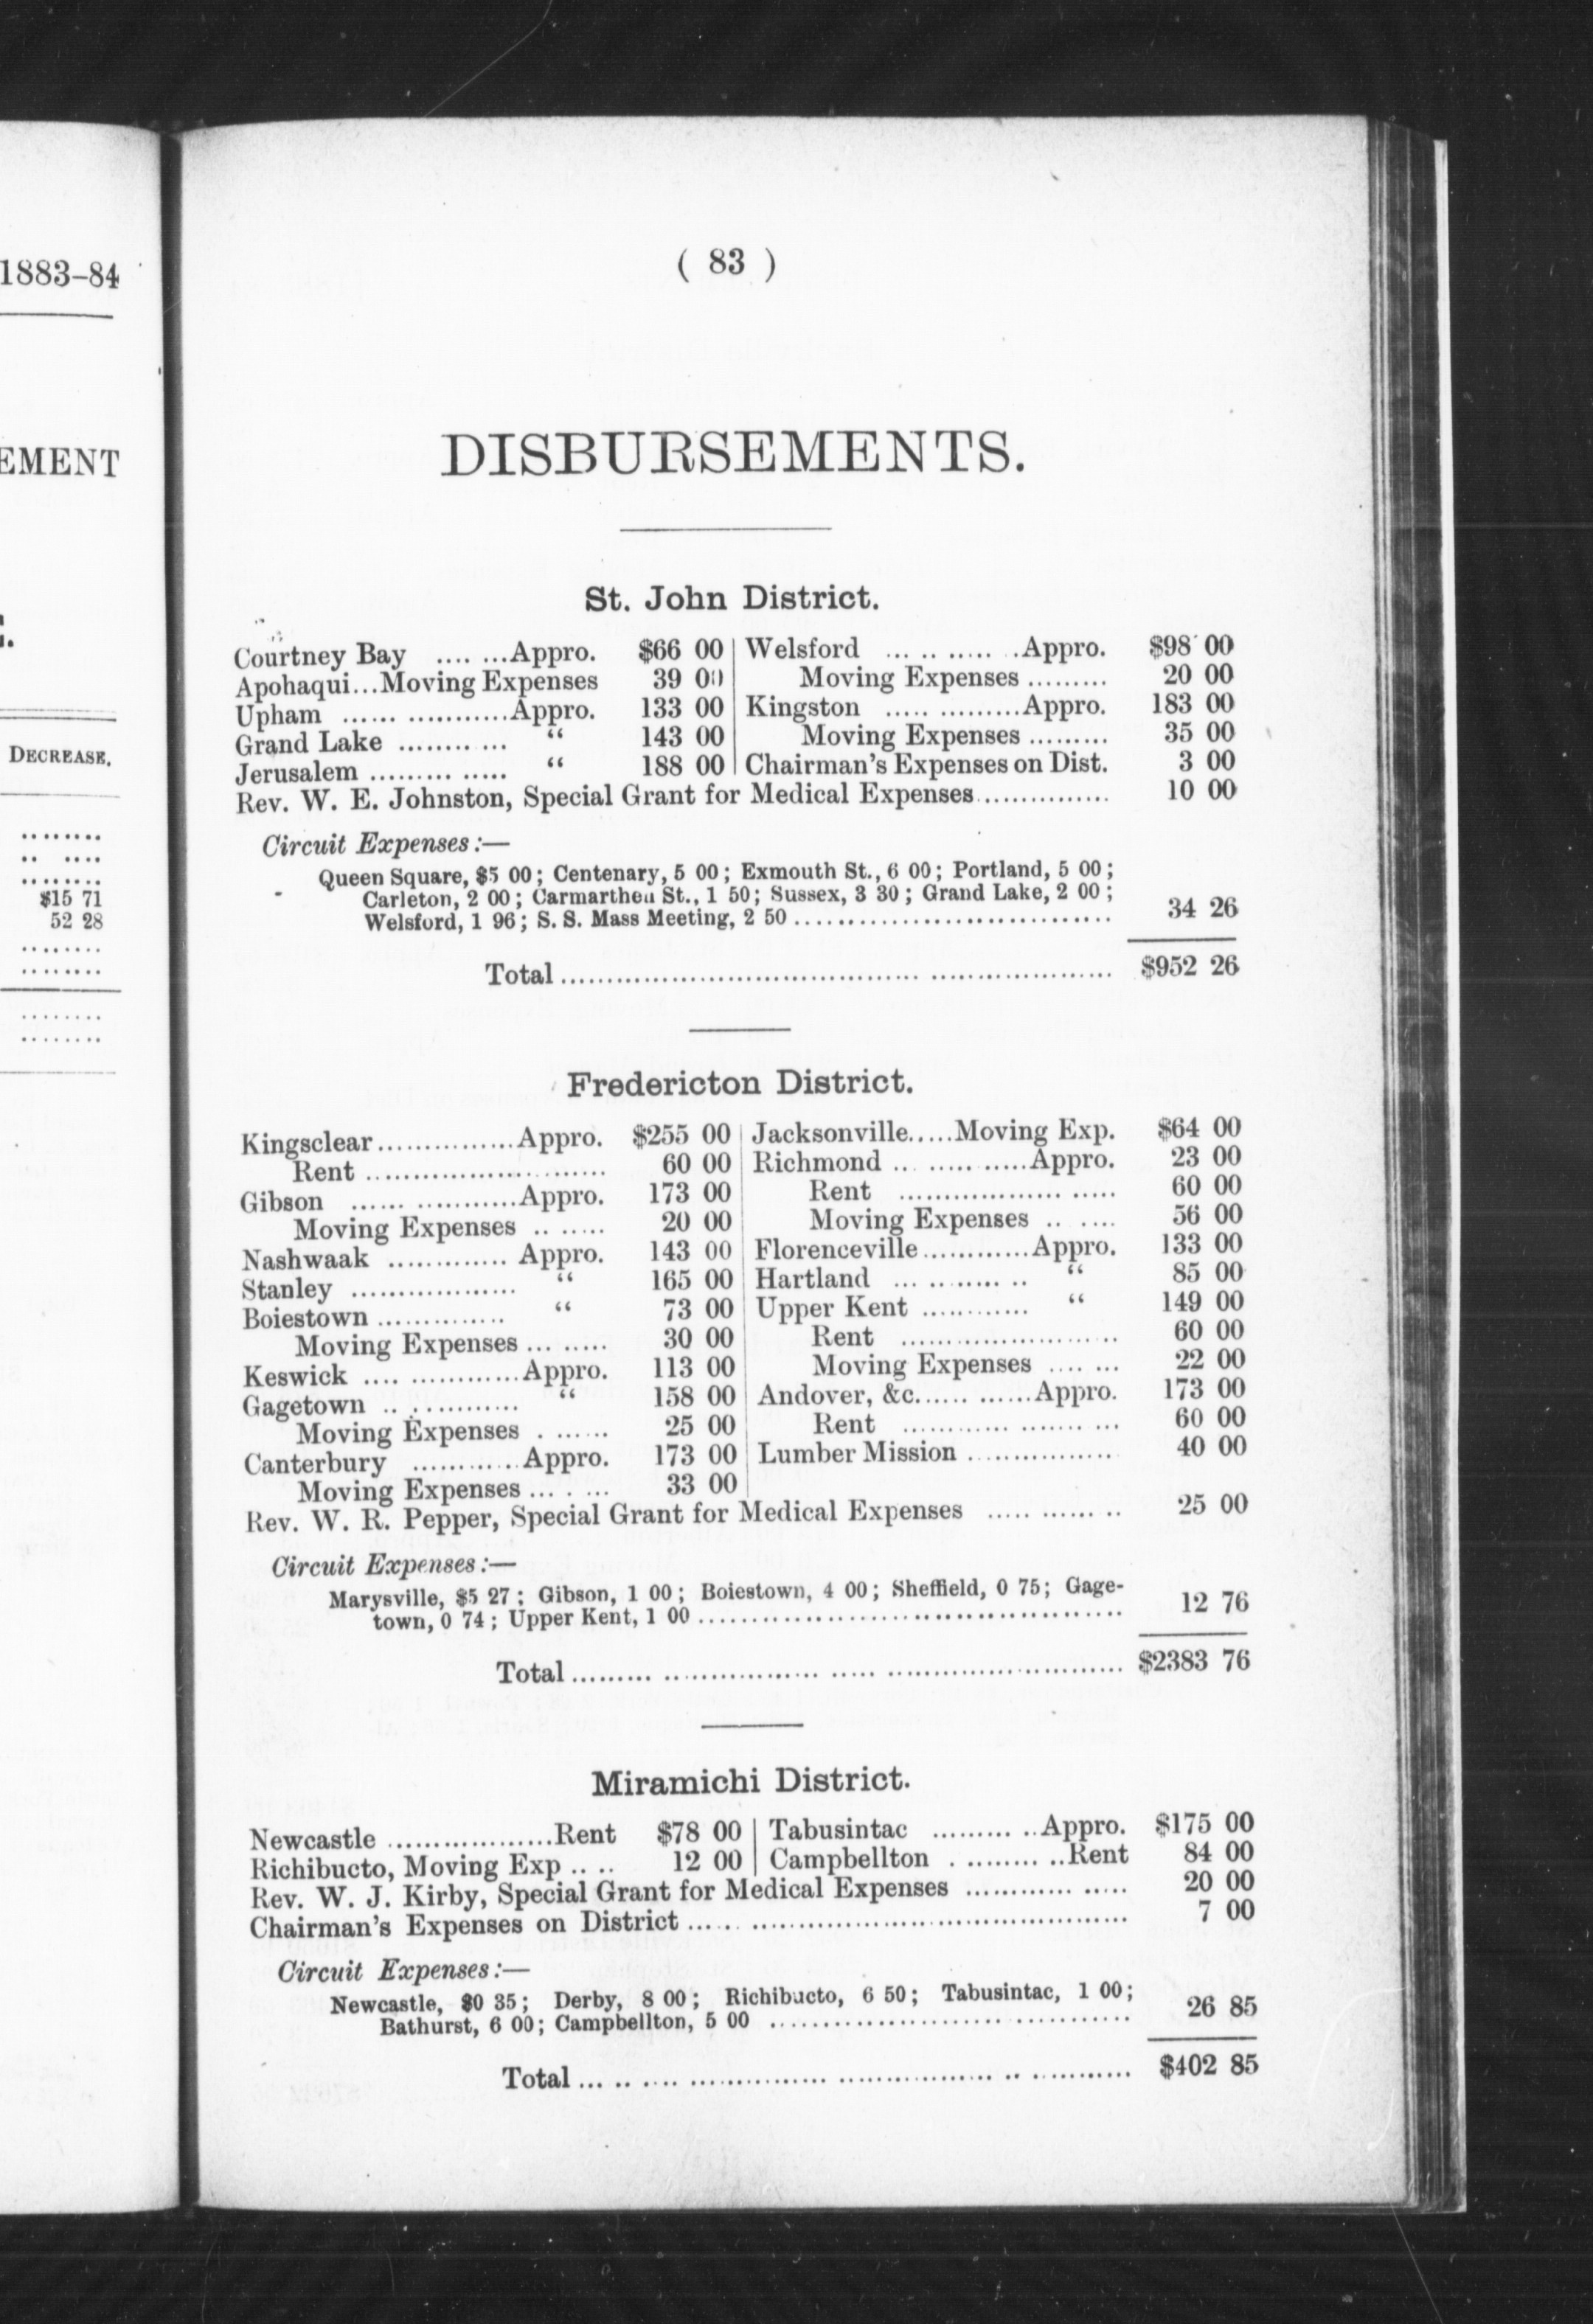 1883-84
EMENT
DECREASE.
$15 71
52 28
( 83 )
DISBURSEMENTS.
St. John District.
Courtney Bay .... ...Appro. $66 00 | Welsford ... .. ..... ..Appro. $98 00
Apohaqui...Moving Expenses 39 00 | Moving Expenses ......... 20 00
Upham ...... ............Appro. 133 00 | Kingston ..... .........Appro. 183 00
Grand Lake ........ ... “ 143 00 | Moving Expenses ......... 35 00
Jerusalem ......... ..... “ 188 00 | Chairman's Expenses on Dist. 3 00
Rev. W. E. Johnston, Special Grant for Medical Expenses............... 10 00
Circuit Expenses:—
Queen Square, $5 00; Centenary, 5 00; Exmouth St., 6 00; Portland, 5 00;
Carleton, 2 00; Carmarthen St., 1 50; Sussex, 3 30; Grand Lake, 2 00;
Welsford, 1 96; S. S. Mass Meeting, 2 50 .............................. 34 26
Total ............................................................ $952 26
Fredericton District.
Kingsclear...............Appro. $255 00 | Jacksonville.....Moving Exp. $64 00
Rent .......................... 60 00 | Richmond .. ...........Appro. 23 00
Gibson ...... ...........Appro. 173 00 | Rent .................. ..... 60 00
Moving Expenses .. ..... 20 00 | Moving Expenses .. .... 56 00
Nashwaak ............. Appro. 143 00 | Florenceville............Appro. 133 00
Stanley .................. “ 165 00 | Hartland ... ......... .. “ 85 00
Boiestown .............. “ 73 00 | Upper Kent ............ “ 149 00
Moving Expenses ... ..... 30 00 | Rent ........................ 60 00
Keswick .... ............Appro. 113 00 | Moving Expenses .... ... 22 00
Gagetown .. ........... “ 158 00 | Andover, &c...... ......Appro. 173 00
Moving Expenses . ...... 25 00 | Rent ............ ....... ... 60 00
Canterbury ...........Appro. 173 00 | Lumber Mission ................ 40 00
Moving Expenses ... . ... 33 00
Rev. W. R. Pepper, Special Grant for Medical Expenses ..... ...... .. 25 00
Circuit Expenses:—
Marysville, $5 27; Gibson, 1 00; Boiestown, 4 00; Sheffield, 0 75; Gage-
town, 0 74; Upper Kent, 1 00 ........................................ 12 76
Total ......... ................ ..... .......................... $2383 76
Miramichi District.
Newcastle ..................Rent $78 00 | Tabusintac ......... ..Appro. $175 00
Richibucto, Moving Exp .. .. 12 00 | Campbellton . ......... ..Rent 84 00
Rev. W. J. Kirby, Special Grant for Medical Expenses ............ ..... 20 00
Chairman's Expenses on District ..... ..................................... 7 00
Circuit Expenses:—
Newcastle, $0 35; Derby, 8 00; Richibucto, 6 50; Tabusintac, 1 00;
Bathurst, 6 00; Campbellton, 5 00 ................................... 26 85
Total ... .. .... .............. ................ .. ........... $402 85